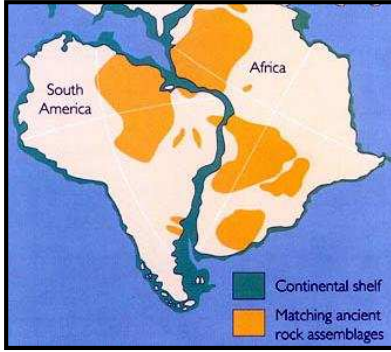 South
America
Africa
Continental shelf
Matching ancient
rock assemblages